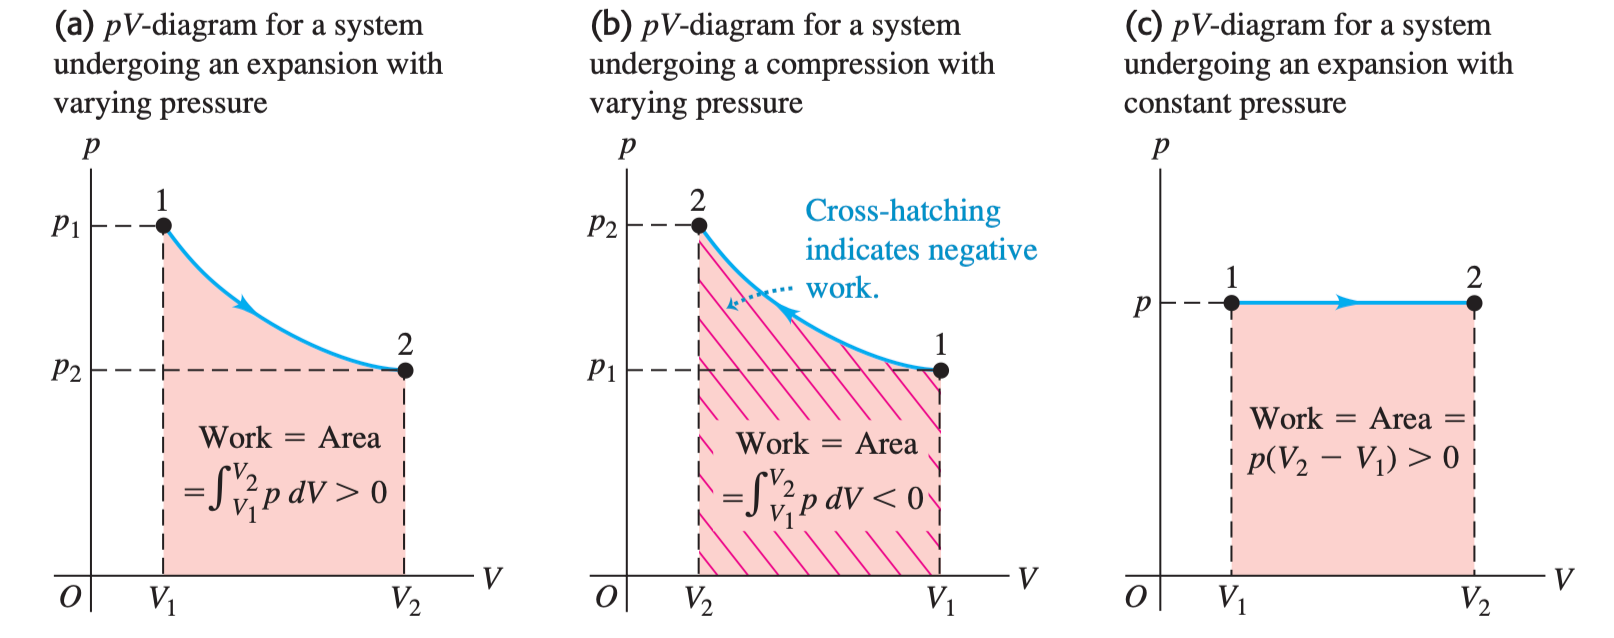 (a) pV-diagram for a system
undergoing an expansion with
varying pressure
p
1
p₁
2
p₂
Work = Area
=∫V₁V₂ p dV > 0
O
V₁
V₂
V
(b) pV-diagram for a system
undergoing a compression with
varying pressure
p
2
p₂
Cross-hatching
indicates negative
work.
1
p₁
Work = Area
=∫V₁V₂ p dV < 0
O
V₂
V₁
V
(c) pV-diagram for a system
undergoing an expansion with
constant pressure
p
1
2
p
Work = Area =
p(V₂ − V₁) > 0
O
V₁
V₂
V